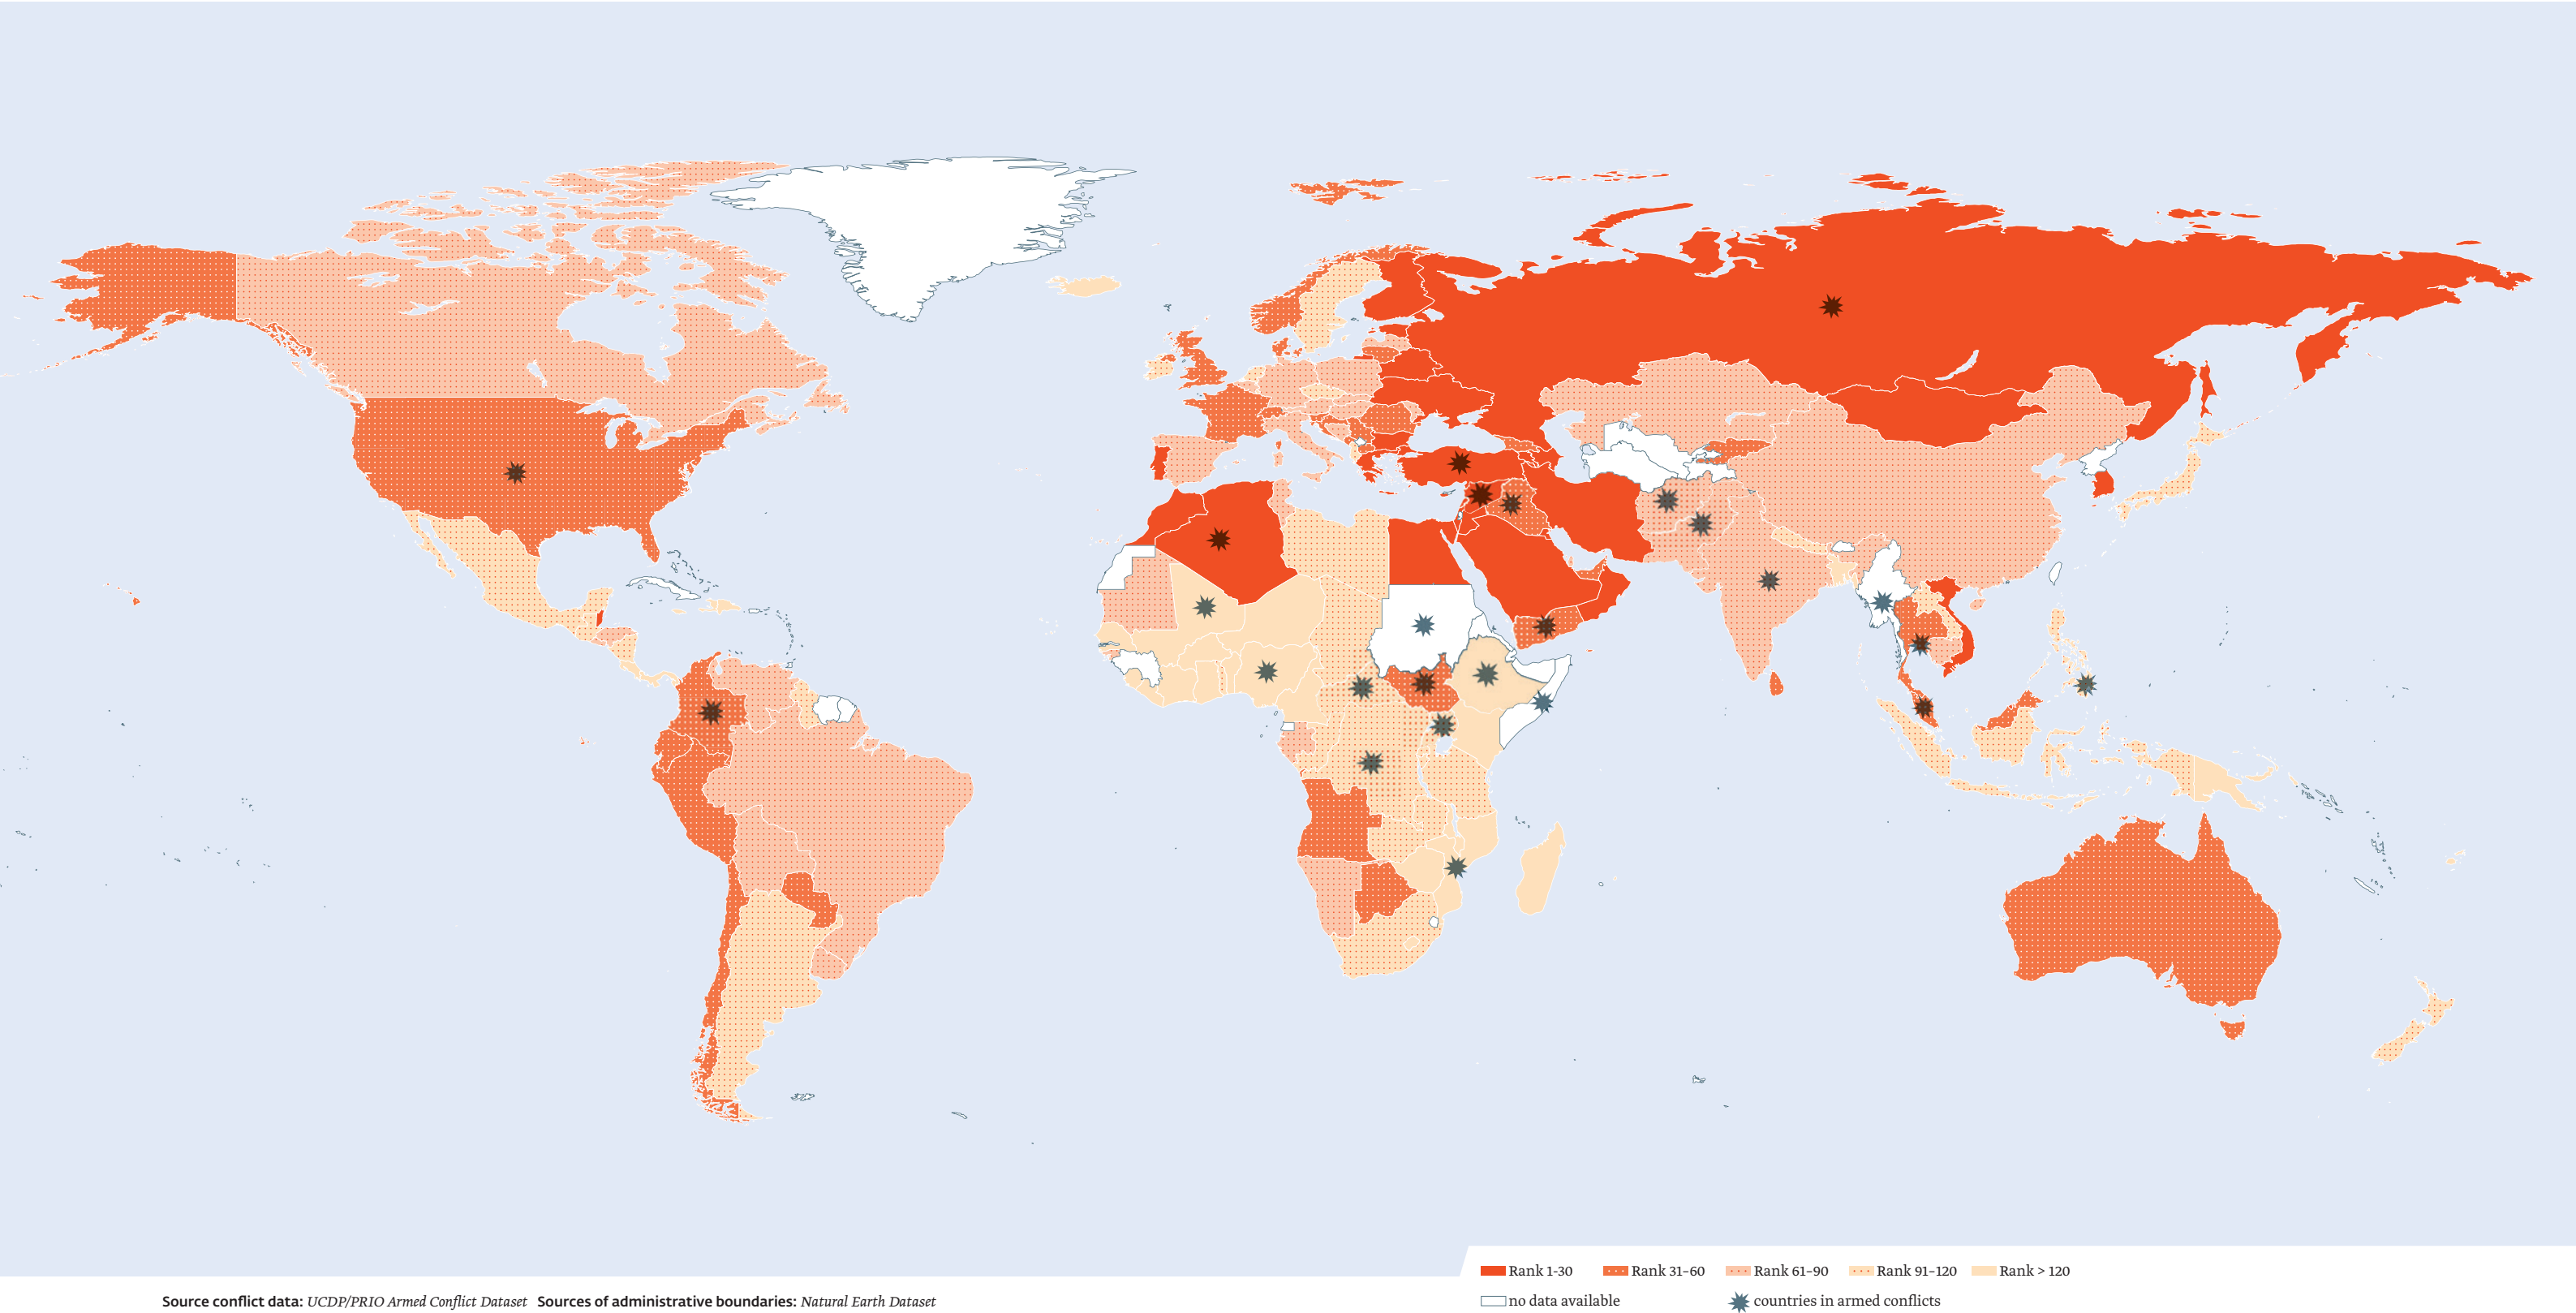 Rank 1-30 Rank 31–60 Rank 61–90 Rank 91–120 Rank > 120
no data available countries in armed conflicts
Source conflict data: UCDP/PRIO Armed Conflict Dataset Sources of administrative boundaries: Natural Earth Dataset